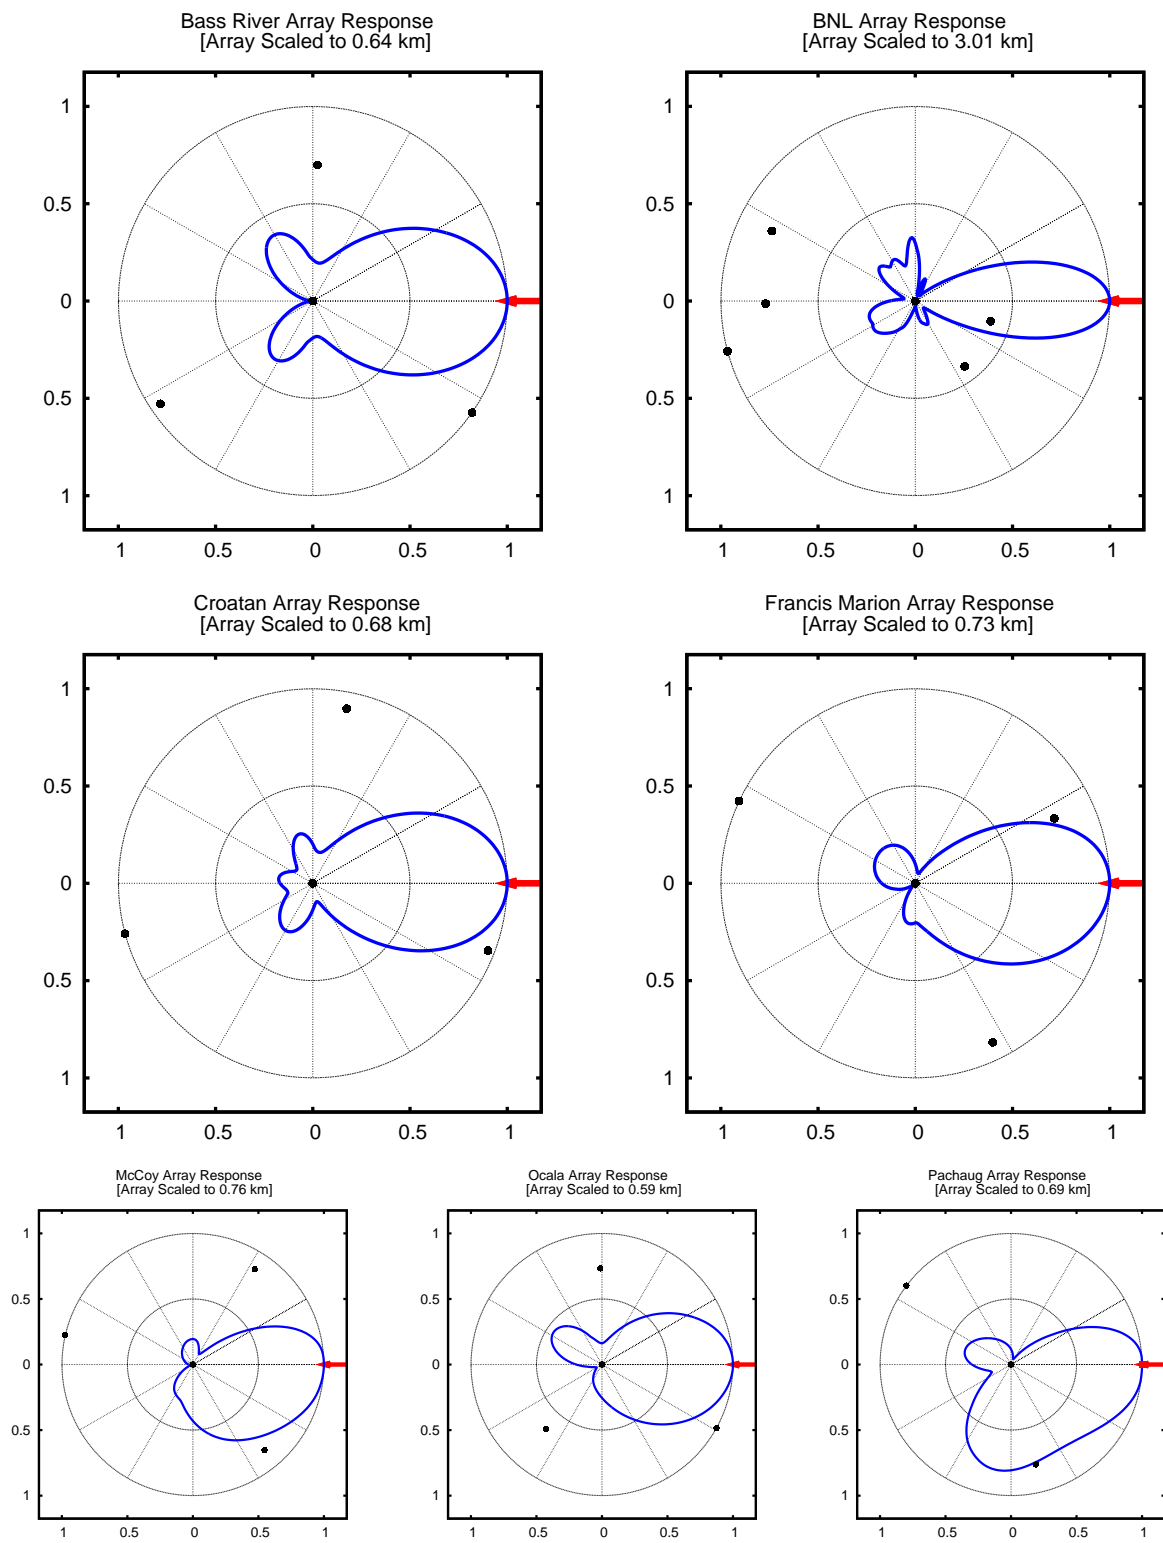 Bass River Array Response
[Array Scaled to 0.64 km]
1
0.5
0
0.5
1
1 0.5 0 0.5 1
BNL Array Response
[Array Scaled to 3.01 km]
1
0.5
0
0.5
1
1 0.5 0 0.5 1
Croatan Array Response
[Array Scaled to 0.68 km]
1
0.5
0
0.5
1
1 0.5 0 0.5 1
Francis Marion Array Response
[Array Scaled to 0.73 km]
1
0.5
0
0.5
1
1 0.5 0 0.5 1
McCoy Array Response
[Array Scaled to 0.76 km]
1
0.5
0
0.5
1
1 0.5 0 0.5 1
Ocala Array Response
[Array Scaled to 0.59 km]
1
0.5
0
0.5
1
1 0.5 0 0.5 1
Pachaug Array Response
[Array Scaled to 0.69 km]
1
0.5
0
0.5
1
1 0.5 0 0.5 1